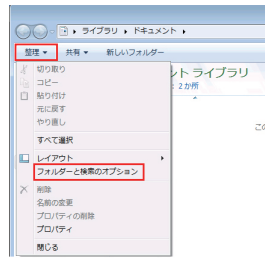 ライブラリ ▸ ドキュメント ▸
整理 ▼ 共有 ▼ 新しいフォルダー
切り取り
コピー
貼り付け
元に戻す
やり直し
すべて選択
レイアウト
フォルダーと検索のオプション
削除
名前の変更
プロパティの削除
プロパティ
閉じる
ント ライブラリ
: 2 か所
この